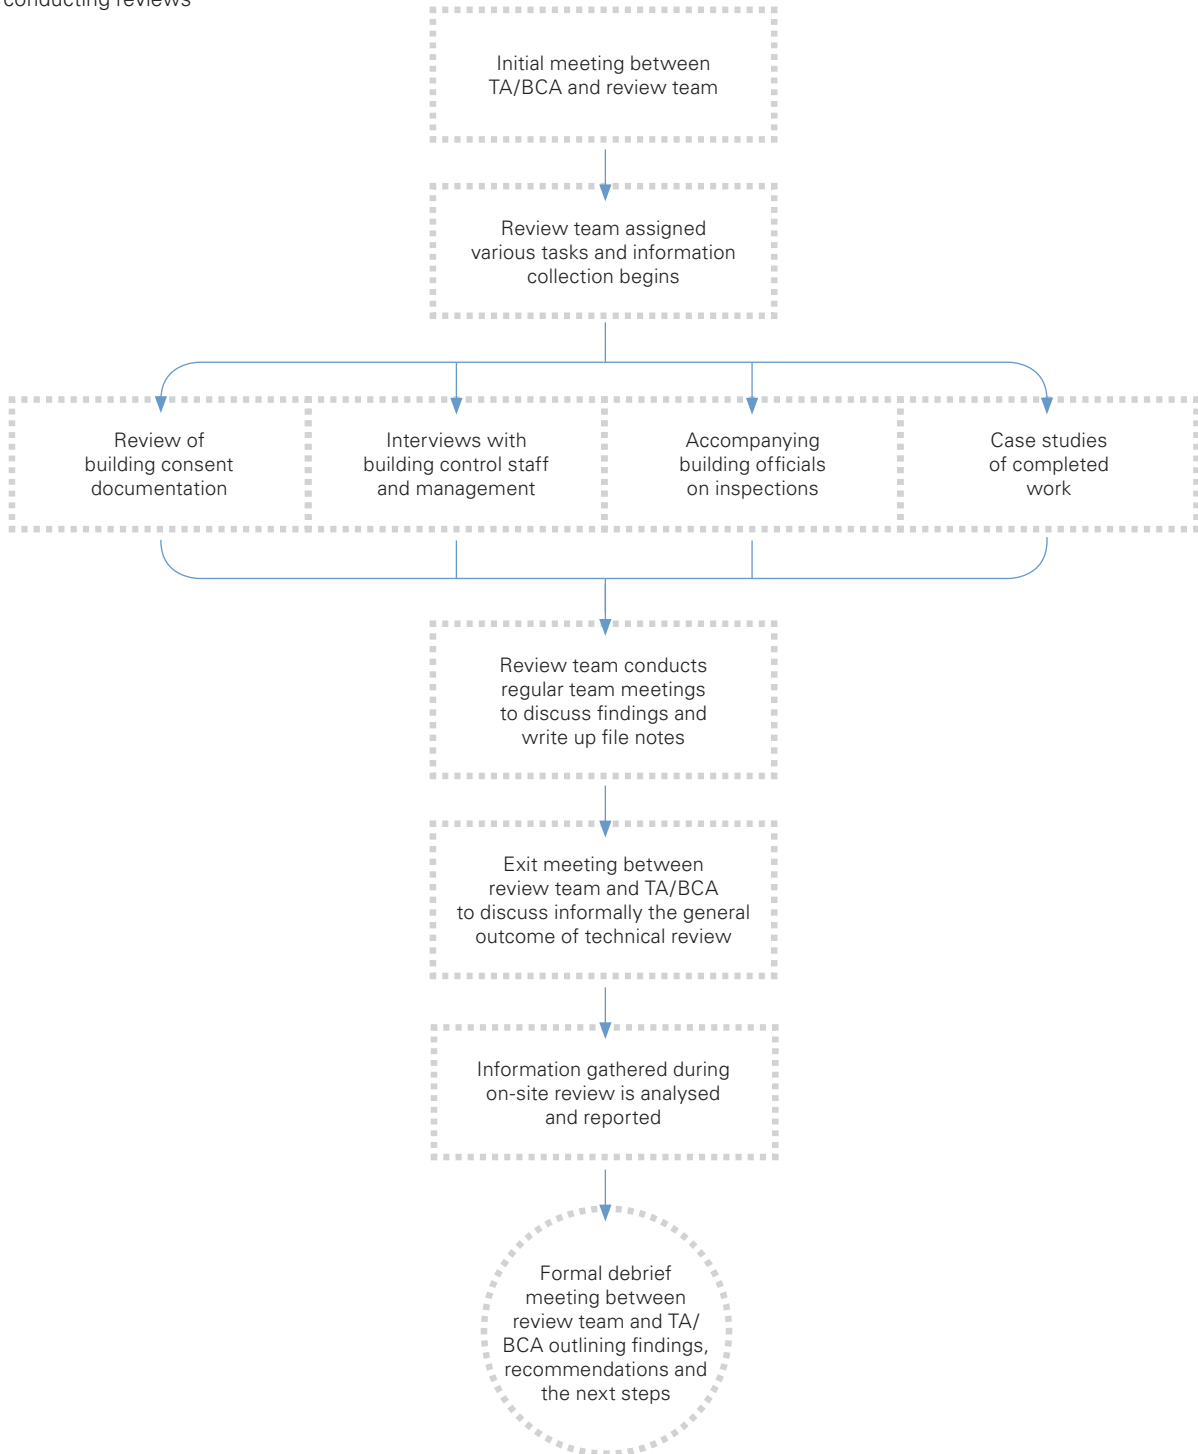 conducting reviews
Initial meeting between
TA/BCA and review team
Review team assigned
various tasks and information
collection begins
Review of
building consent
documentation
Interviews with
building control staff
and management
Accompanying
building officials
on inspections
Case studies
of completed
work
Review team conducts
regular team meetings
to discuss findings and
write up file notes
Exit meeting between
review team and TA/BCA
to discuss informally the general
outcome of technical review
Information gathered during
on-site review is analysed
and reported
Formal debrief
meeting between
review team and TA/
BCA outlining findings,
recommendations and
the next steps